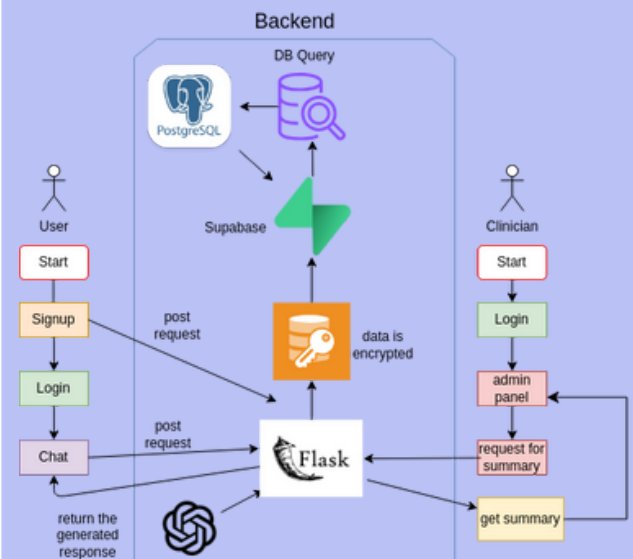 Backend
DB Query
PostgreSQL
User
Supabase
Clinician
Start
Start
Signup
post
request
data is
encrypted
Login
Login
admin
panel
Chat
post
request
Flask
request for
summary
get summary
return the
generated
response